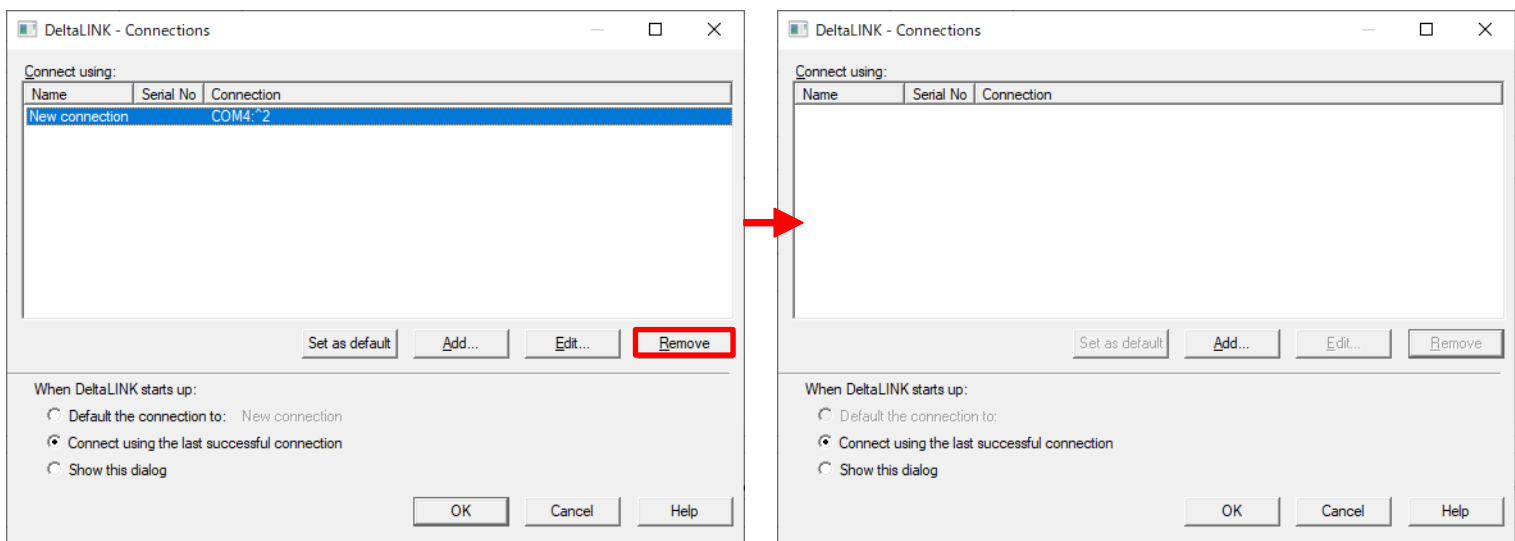 DeltaLINK - Connections
Connect using:
Name Serial No Connection
New connection COM4:^2
Set as default Add... Edit... Remove
When DeltaLINK starts up:
Default the connection to: New connection
Connect using the last successful connection
Show this dialog
OK Cancel Help
DeltaLINK - Connections
Connect using:
Name Serial No Connection
Set as default Add... Edit... Remove
When DeltaLINK starts up:
Default the connection to:
Connect using the last successful connection
Show this dialog
OK Cancel Help